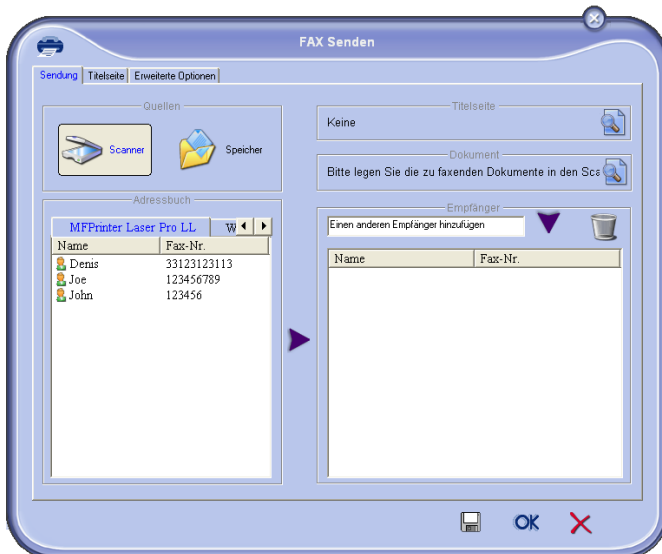 FAX Senden
Sendung Titelseite Erweiterte Optionen
Quellen
Scanner Speicher
Titelseite
Keine
Dokument
Bitte legen Sie die zu faxenden Dokumente in den Sca
Adressbuch
MFPrinter Laser Pro LL W
Name Fax-Nr.
Denis 33123123113
Joe 123456789
John 123456
Empfänger
Einen anderen Empfänger hinzufügen
Name Fax-Nr.
OK